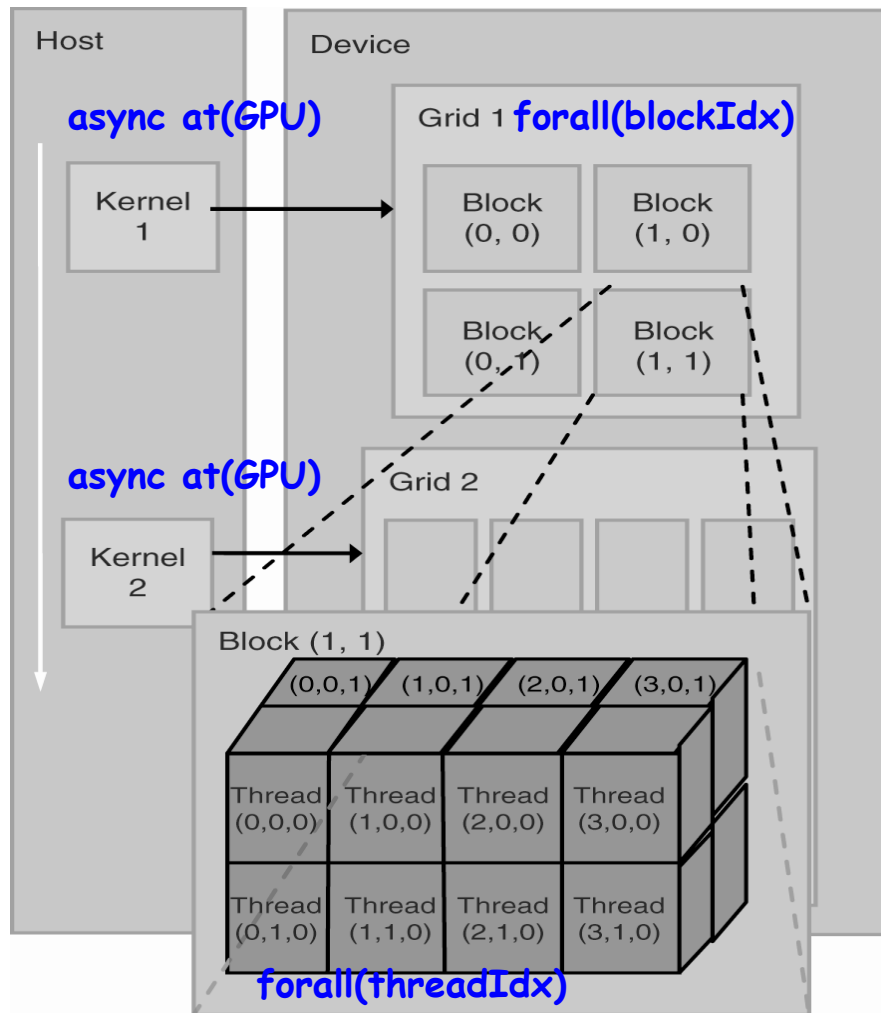 Host
Device
async at(GPU)
Grid 1 forall(blockIdx)
Kernel
1
Block
(0, 0)
Block
(1, 0)
Block
(0, 1)
Block
(1, 1)
async at(GPU)
Grid 2
Kernel
2
Block (1, 1)
(0,0,1) (1,0,1) (2,0,1) (3,0,1)
Thread
(0,0,0)
Thread
(1,0,0)
Thread
(2,0,0)
Thread
(3,0,0)
Thread
(0,1,0)
Thread
(1,1,0)
Thread
(2,1,0)
Thread
(3,1,0)
forall(threadIdx)